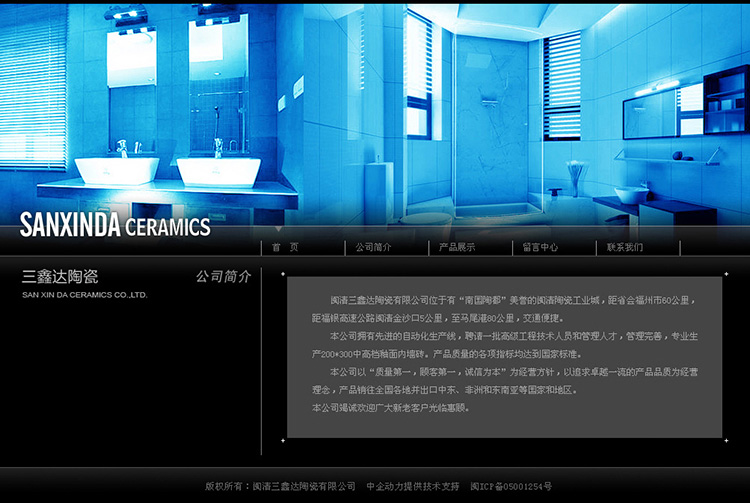 SANXINDA CERAMICS
首 页 公司简介 产品展示 留言中心 联系我们
三鑫达陶瓷 公司简介
SAN XIN DA CERAMICS CO.,LTD.
闽清三鑫达陶瓷有限公司位于有“南国陶都”美誉的闽清陶瓷工业城，距省会福州市60公里，
距福银高速公路闽清金沙口5公里，至马尾港80公里，交通便捷。
本公司拥有先进的自动化生产线，聘请一批高级工程技术人员和管理人才，管理完善，专业生
产200*300中高档釉面内墙砖。产品质量的各项指标均达到国家标准。
本公司以“质量第一，顾客第一，诚信为本”为经营方针，以追求卓越一流的产品品质为经营
理念，产品销往全国各地并出口中东、非洲和东南亚等国家和地区。
本公司竭诚欢迎广大新老客户光临惠顾。
版权所有：闽清三鑫达陶瓷有限公司 中企动力提供技术支持 闽ICP备05001254号